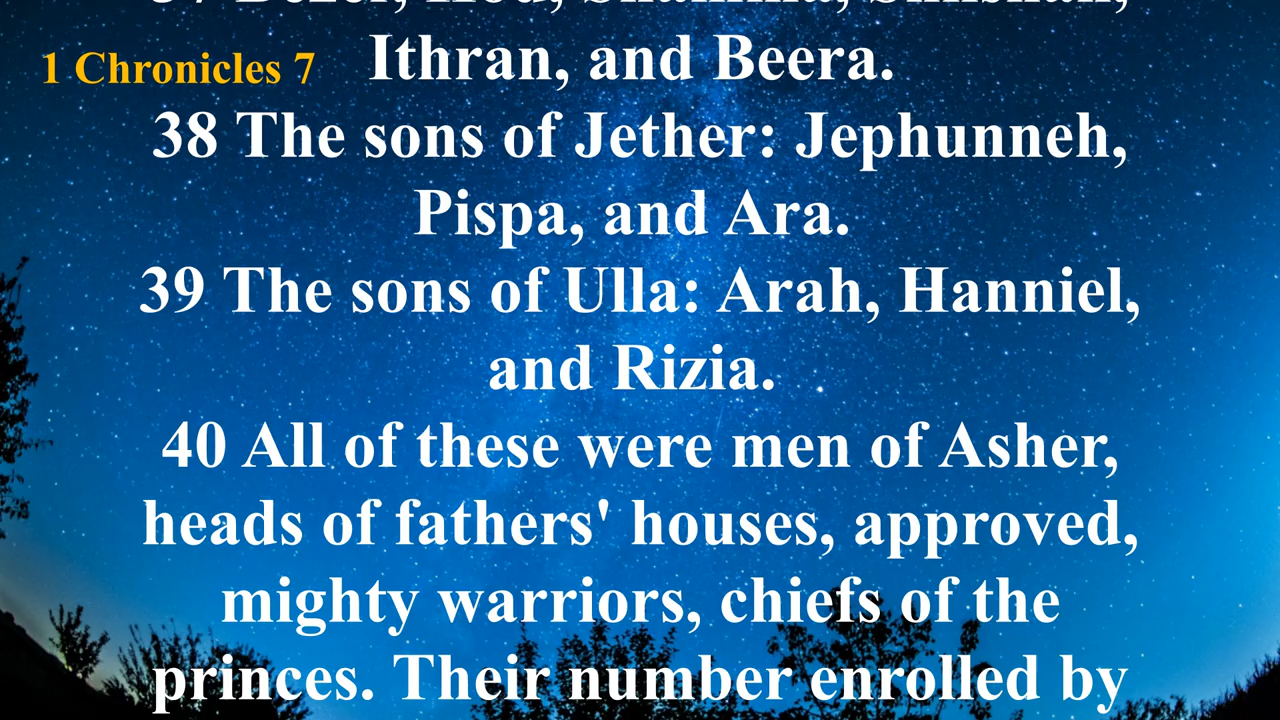 1 Chronicles 7
Ithran, and Beera.
38 The sons of Jether: Jephunneh,
Pispa, and Ara.
39 The sons of Ulla: Arah, Hanniel,
and Rizia.
40 All of these were men of Asher,
heads of fathers' houses, approved,
mighty warriors, chiefs of the
princes. Their number enrolled by